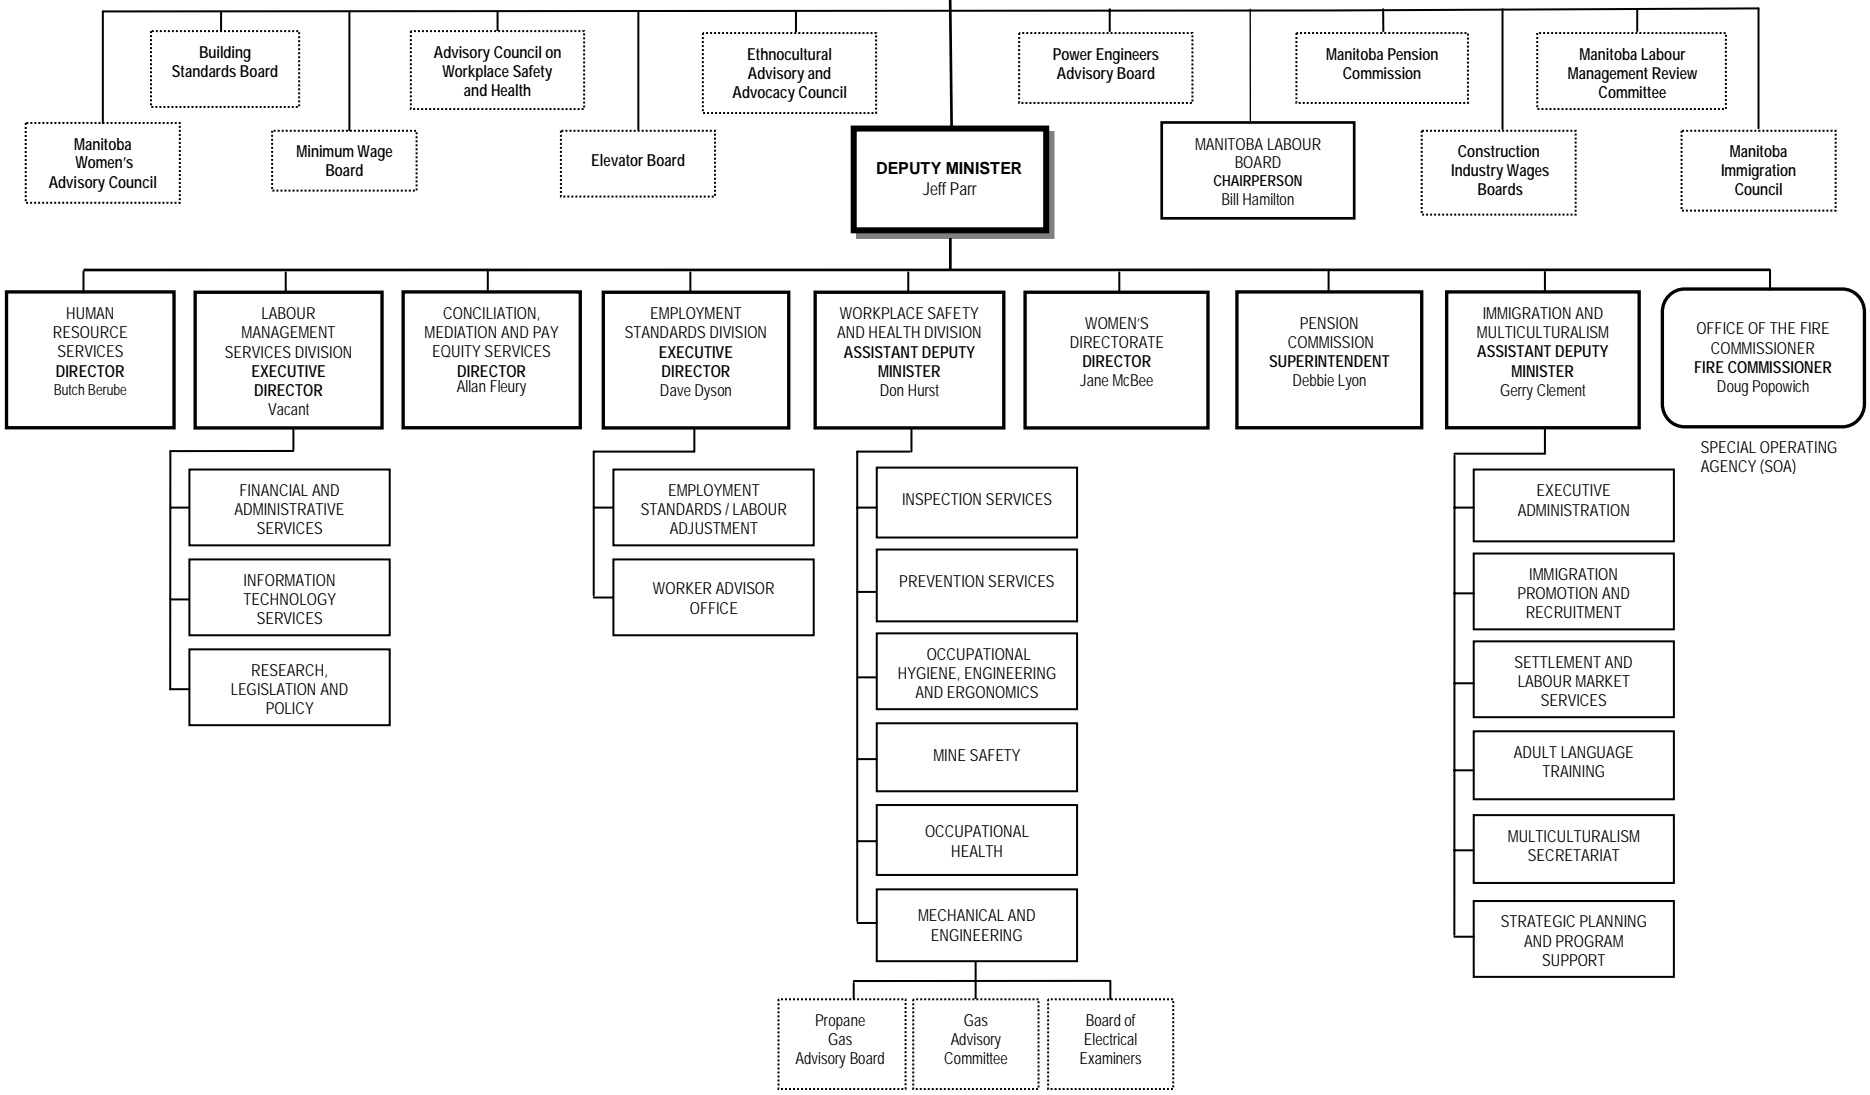 Building
Standards Board
Advisory Council on
Workplace Safety
and Health
Ethnocultural
Advisory and
Advocacy Council
Power Engineers
Advisory Board
Manitoba Pension
Commission
Manitoba Labour
Management Review
Committee
Manitoba
Women's
Advisory Council
Minimum Wage
Board
Elevator Board
DEPUTY MINISTER
Jeff Parr
MANITOBA LABOUR
BOARD
CHAIRPERSON
Bill Hamilton
Construction
Industry Wages
Boards
Manitoba
Immigration
Council
HUMAN
RESOURCE
SERVICES
DIRECTOR
Butch Berube
LABOUR
MANAGEMENT
SERVICES DIVISION
EXECUTIVE
DIRECTOR
Vacant
CONCILIATION,
MEDIATION AND PAY
EQUITY SERVICES
DIRECTOR
Allan Fleury
EMPLOYMENT
STANDARDS DIVISION
EXECUTIVE
DIRECTOR
Dave Dyson
WORKPLACE SAFETY
AND HEALTH DIVISION
ASSISTANT DEPUTY
MINISTER
Don Hurst
WOMEN'S
DIRECTORATE
DIRECTOR
Jane McBee
PENSION
COMMISSION
SUPERINTENDENT
Debbie Lyon
IMMIGRATION AND
MULTICULTURALISM
ASSISTANT DEPUTY
MINISTER
Gerry Clement
OFFICE OF THE FIRE
COMMISSIONER
FIRE COMMISSIONER
Doug Popowich
SPECIAL OPERATING
AGENCY (SOA)
FINANCIAL AND
ADMINISTRATIVE
SERVICES
INFORMATION
TECHNOLOGY
SERVICES
RESEARCH,
LEGISLATION AND
POLICY
EMPLOYMENT
STANDARDS / LABOUR
ADJUSTMENT
WORKER ADVISOR
OFFICE
INSPECTION SERVICES
PREVENTION SERVICES
OCCUPATIONAL
HYGIENE, ENGINEERING
AND ERGONOMICS
MINE SAFETY
OCCUPATIONAL
HEALTH
MECHANICAL AND
ENGINEERING
Propane
Gas
Advisory Board
Gas
Advisory
Committee
Board of
Electrical
Examiners
EXECUTIVE
ADMINISTRATION
IMMIGRATION
PROMOTION AND
RECRUITMENT
SETTLEMENT AND
LABOUR MARKET
SERVICES
ADULT LANGUAGE
TRAINING
MULTICULTURALISM
SECRETARIAT
STRATEGIC PLANNING
AND PROGRAM
SUPPORT